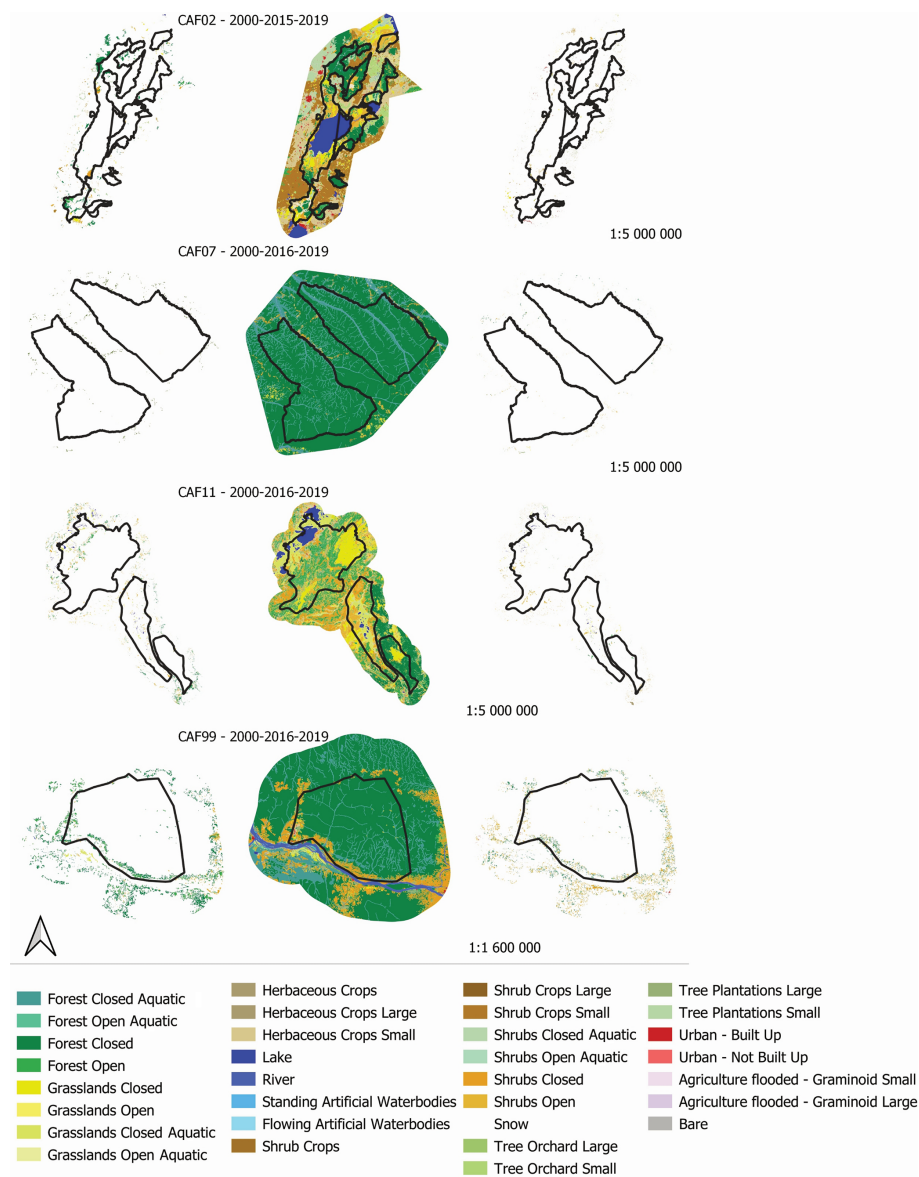 CAF02 - 2000-2015-2019
1:5 000 000
CAF07 - 2000-2016-2019
1:5 000 000
CAF11 - 2000-2016-2019
1:5 000 000
CAF99 - 2000-2016-2019
1:1 600 000
Forest Closed Aquatic
Forest Open Aquatic
Forest Closed
Forest Open
Grasslands Closed
Grasslands Open
Grasslands Closed Aquatic
Grasslands Open Aquatic
Herbaceous Crops
Herbaceous Crops Large
Herbaceous Crops Small
Lake
River
Standing Artificial Waterbodies
Flowing Artificial Waterbodies
Shrub Crops
Shrub Crops Large
Shrub Crops Small
Shrubs Closed Aquatic
Shrubs Open Aquatic
Shrubs Closed
Shrubs Open
Snow
Tree Orchard Large
Tree Orchard Small
Tree Plantations Large
Tree Plantations Small
Urban - Built Up
Urban - Not Built Up
Agriculture flooded - Graminoid Small
Agriculture flooded - Graminoid Large
Bare